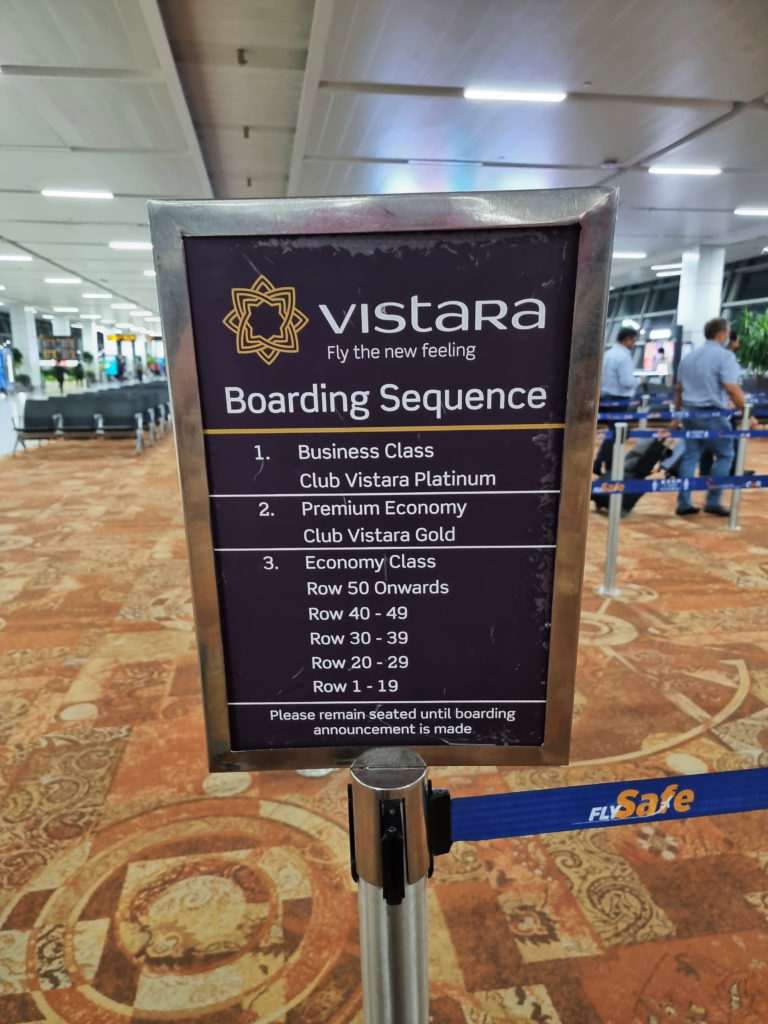 VISTARA
Fly the new feeling
Boarding Sequence
1. Business Class
Club Vistara Platinum
2. Premium Economy
Club Vistara Gold
3. Economy Class
Row 50 Onwards
Row 40 - 49
Row 30 - 39
Row 20 - 29
Row 1 - 19
Please remain seated until boarding
announcement is made
FLY Safe